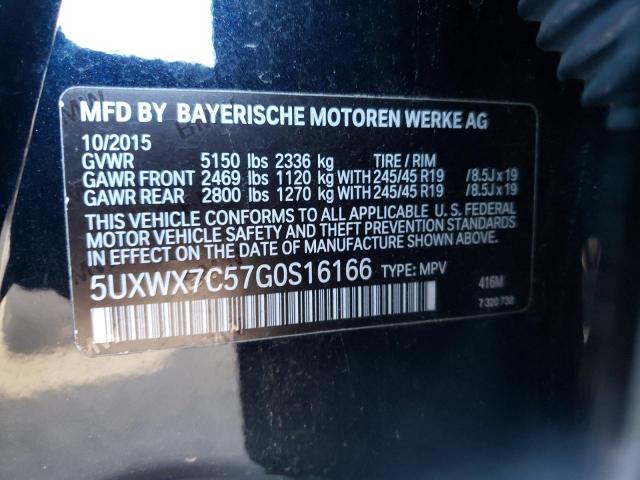 MFD BY BAYERISCHE MOTOREN WERKE AG
10/2015
GVWR 5150 lbs 2336 kg TIRE / RIM
GAWR FRONT 2469 lbs 1120 kg WITH 245/45 R19 /8.5J x 19
GAWR REAR 2800 lbs 1270 kg WITH 245/45 R19 /8.5J x 19
THIS VEHICLE CONFORMS TO ALL APPLICABLE U. S. FEDERAL
MOTOR VEHICLE SAFETY AND THEFT PREVENTION STANDARDS
IN EFFECT ON THE DATE OF MANUFACTURE SHOWN ABOVE.
5UXWX7C57G0S16166 TYPE: MPV 416M
7 320 730